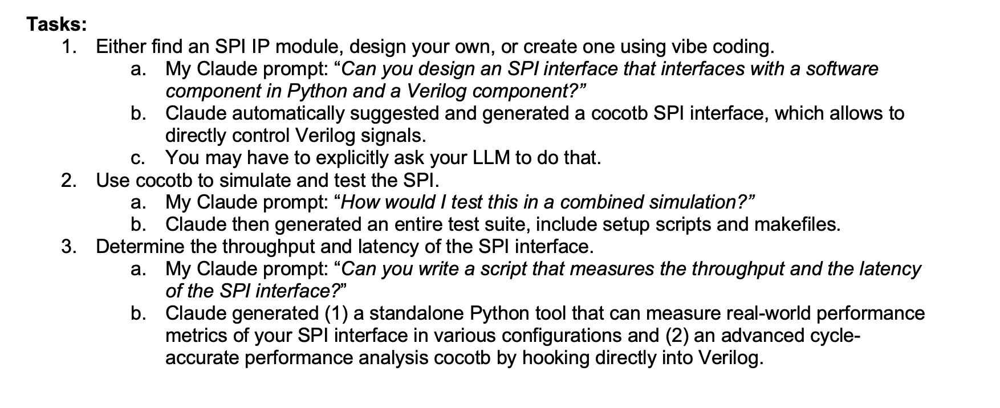 Tasks:
1. Either find an SPI IP module, design your own, or create one using vibe coding.
a. My Claude prompt: “Can you design an SPI interface that interfaces with a software
component in Python and a Verilog component?”
b. Claude automatically suggested and generated a cocotb SPI interface, which allows to
directly control Verilog signals.
c. You may have to explicitly ask your LLM to do that.
2. Use cocotb to simulate and test the SPI.
a. My Claude prompt: “How would I test this in a combined simulation?”
b. Claude then generated an entire test suite, include setup scripts and makefiles.
3. Determine the throughput and latency of the SPI interface.
a. My Claude prompt: “Can you write a script that measures the throughput and the latency
of the SPI interface?”
b. Claude generated (1) a standalone Python tool that can measure real-world performance
metrics of your SPI interface in various configurations and (2) an advanced cycle-
accurate performance analysis cocotb by hooking directly into Verilog.